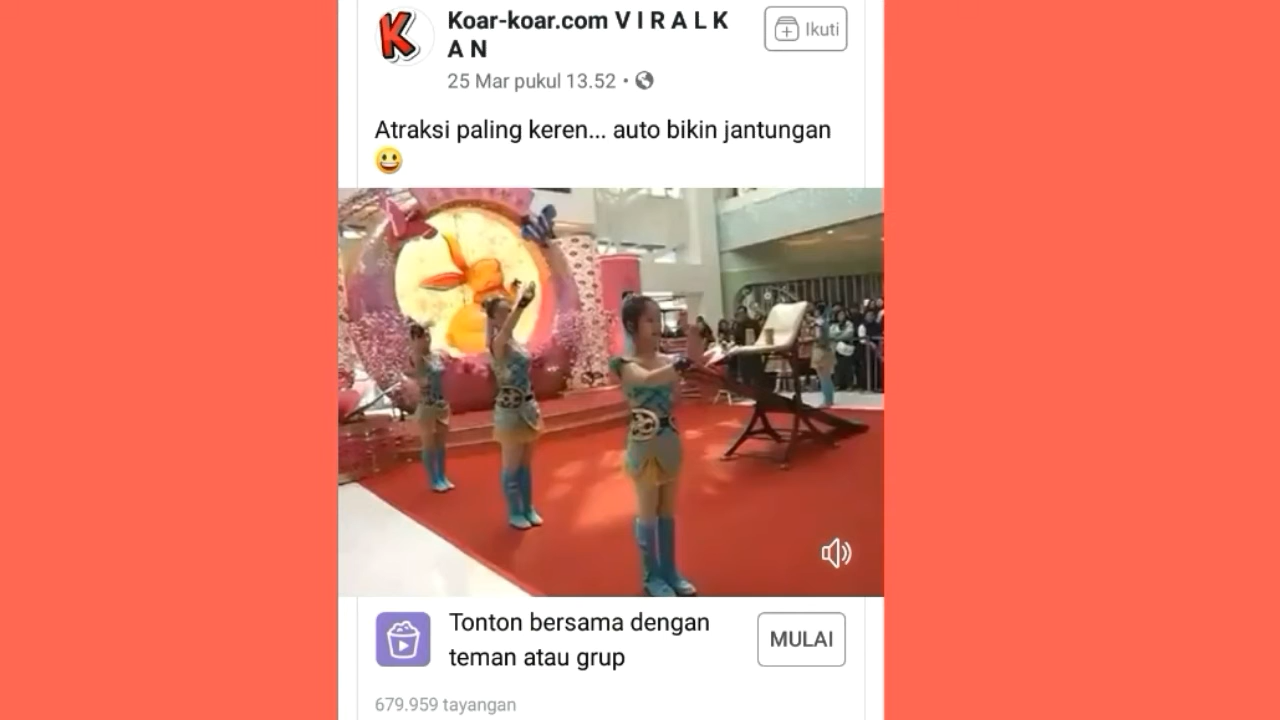 K
Koar-koar.com V I R A L K
A N
Ikuti
25 Mar pukul 13.52 •
Atraksi paling keren... auto bikin jantungan
Tonton bersama dengan
teman atau grup
MULAI
679.959 tayangan